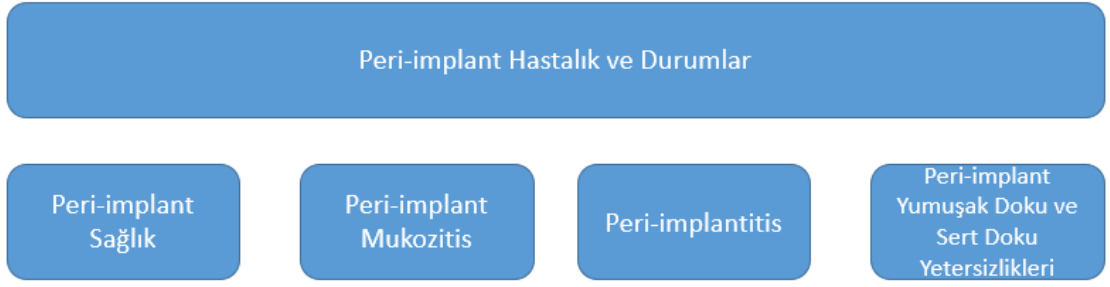 Peri-implant Hastalık ve Durumlar
Peri-implant
Sağlık
Peri-implant
Mukozitis
Peri-implantitis
Peri-implant
Yumuşak Doku ve
Sert Doku
Yetersizlikleri